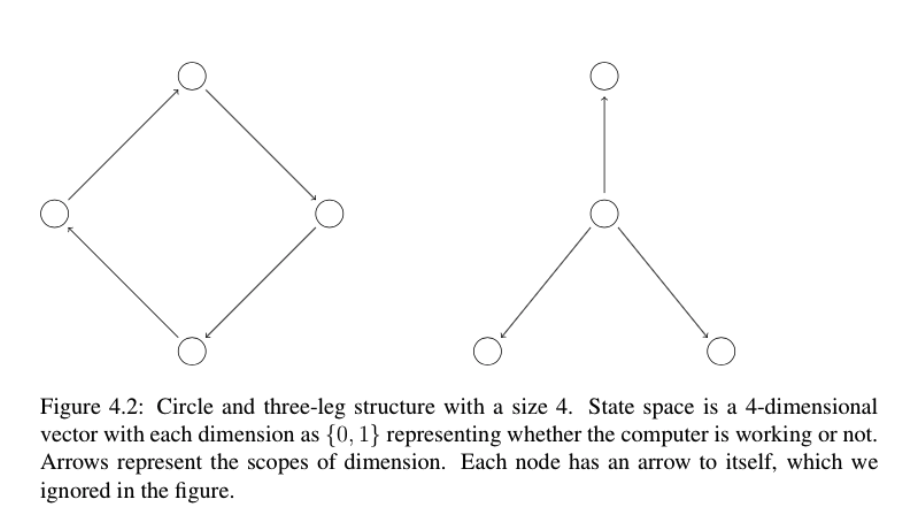 Figure 4.2: Circle and three-leg structure with a size 4. State space is a 4-dimensional
vector with each dimension as {0, 1} representing whether the computer is working or not.
Arrows represent the scopes of dimension. Each node has an arrow to itself, which we
ignored in the figure.